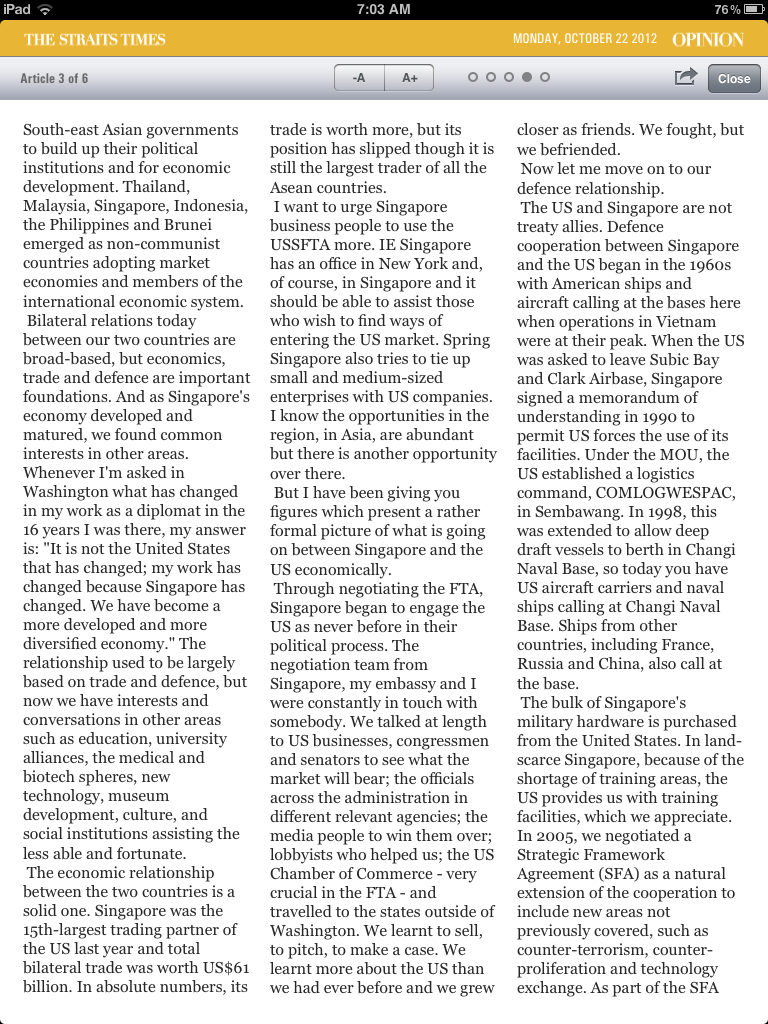 iPad
7:03 AM
76%
THE STRAITS TIMES
MONDAY, OCTOBER 22 2012
OPINION
Article 3 of 6
-A
A+
Close
South-east Asian governments
to build up their political
institutions and for economic
development. Thailand,
Malaysia, Singapore, Indonesia,
the Philippines and Brunei
emerged as non-communist
countries adopting market
economies and members of the
international economic system.
Bilateral relations today
between our two countries are
broad-based, but economics,
trade and defence are important
foundations. And as Singapore's
economy developed and
matured, we found common
interests in other areas.
Whenever I'm asked in
Washington what has changed
in my work as a diplomat in the
16 years I was there, my answer
is: "It is not the United States
that has changed; my work has
changed because Singapore has
changed. We have become a
more developed and more
diversified economy." The
relationship used to be largely
based on trade and defence, but
now we have interests and
conversations in other areas
such as education, university
alliances, the medical and
biotech spheres, new
technology, museum
development, culture, and
social institutions assisting the
less able and fortunate.
The economic relationship
between the two countries is a
solid one. Singapore was the
15th-largest trading partner of
the US last year and total
bilateral trade was worth US$61
billion. In absolute numbers, its
trade is worth more, but its
position has slipped though it is
still the largest trader of all the
Asean countries.
I want to urge Singapore
business people to use the
USSFTA more. IE Singapore
has an office in New York and,
of course, in Singapore and it
should be able to assist those
who wish to find ways of
entering the US market. Spring
Singapore also tries to tie up
small and medium-sized
enterprises with US companies.
I know the opportunities in the
region, in Asia, are abundant
but there is another opportunity
over there.
But I have been giving you
figures which present a rather
formal picture of what is going
on between Singapore and the
US economically.
Through negotiating the FTA,
Singapore began to engage the
US as never before in their
political process. The
negotiation team from
Singapore, my embassy and I
were constantly in touch with
somebody. We talked at length
to US businesses, congressmen
and senators to see what the
market will bear; the officials
across the administration in
different relevant agencies; the
media people to win them over;
lobbyists who helped us; the US
Chamber of Commerce - very
crucial in the FTA - and
travelled to the states outside of
Washington. We learnt to sell,
to pitch, to make a case. We
learnt more about the US than
we had ever before and we grew
closer as friends. We fought, but
we befriended.
Now let me move on to our
defence relationship.
The US and Singapore are not
treaty allies. Defence
cooperation between Singapore
and the US began in the 1960s
with American ships and
aircraft calling at the bases here
when operations in Vietnam
were at their peak. When the US
was asked to leave Subic Bay
and Clark Airbase, Singapore
signed a memorandum of
understanding in 1990 to
permit US forces the use of its
facilities. Under the MOU, the
US established a logistics
command, COMLOGWESPAC,
in Sembawang. In 1998, this
was extended to allow deep
draft vessels to berth in Changi
Naval Base, so today you have
US aircraft carriers and naval
ships calling at Changi Naval
Base. Ships from other
countries, including France,
Russia and China, also call at
the base.
The bulk of Singapore's
military hardware is purchased
from the United States. In land-
scarce Singapore, because of the
shortage of training areas, the
US provides us with training
facilities, which we appreciate.
In 2005, we negotiated a
Strategic Framework
Agreement (SFA) as a natural
extension of the cooperation to
include new areas not
previously covered, such as
counter-terrorism, counter-
proliferation and technology
exchange. As part of the SFA